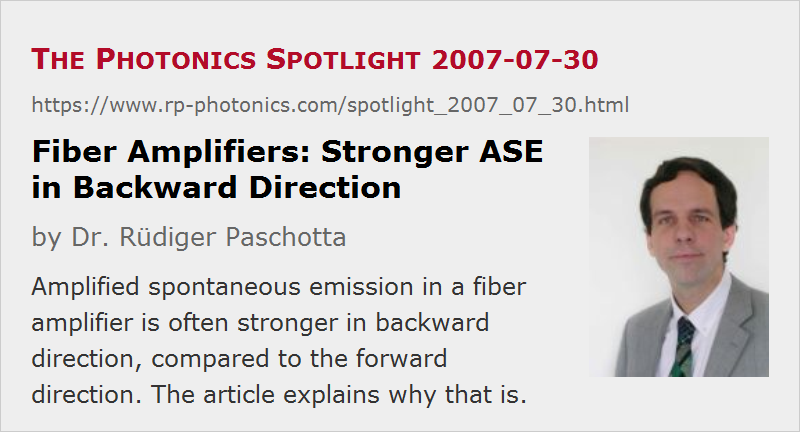 THE PHOTONICS SPOTLIGHT 2007-07-30
https://www.rp-photonics.com/spotlight_2007_07_30.html
Fiber Amplifiers: Stronger ASE
in Backward Direction
by Dr. Rüdiger Paschotta
Amplified spontaneous emission in a fiber
amplifier is often stronger in backward
direction, compared to the forward
direction. The article explains why that is.